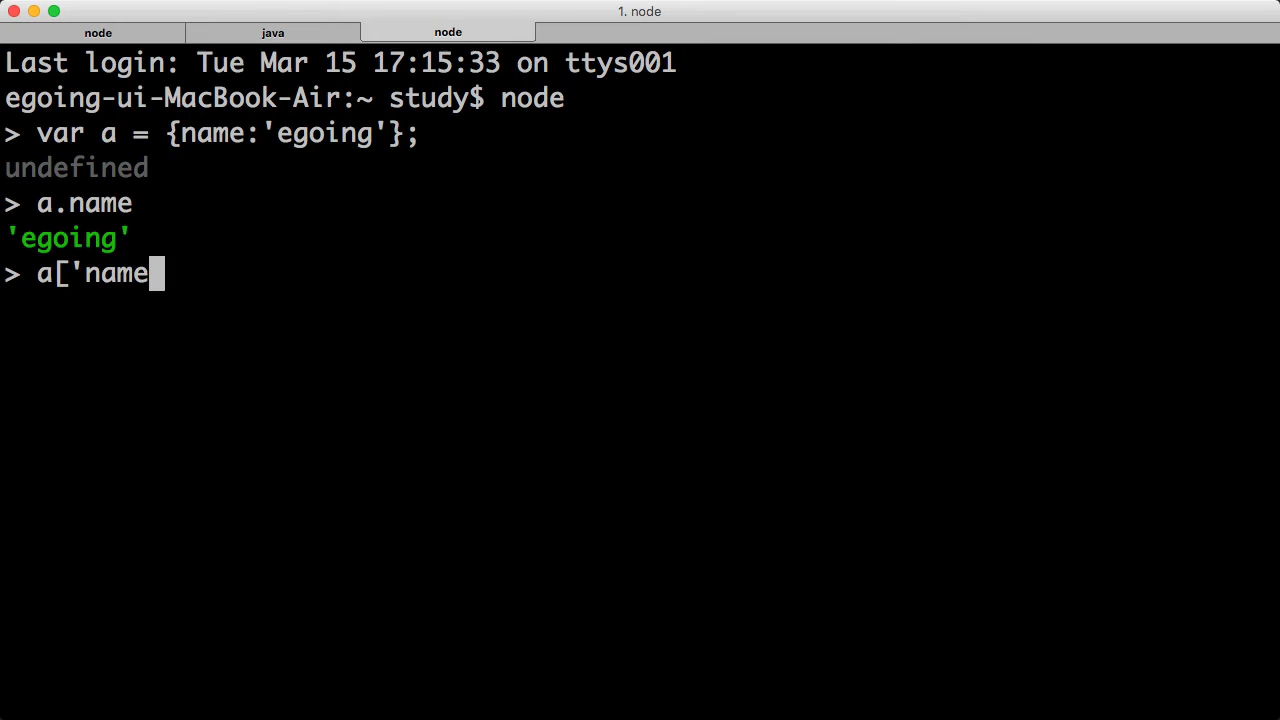 1. node
node java node
Last login: Tue Mar 15 17:15:33 on ttys001
egoing-ui-MacBook-Air:~ study$ node
> var a = {name:'egoing'};
undefined
> a.name
'egoing'
> a['name